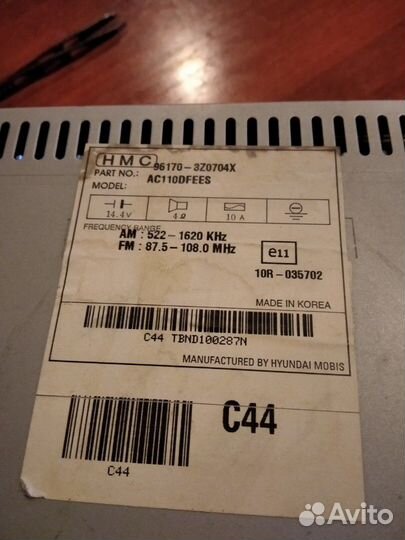 HMC
PART NO.: 96170-3Z0704X
MODEL: AC110DFEES
14.4V 4Ω 10 A
FREQUENCY RANGE
AM : 522-1620 KHz
FM : 87.5-108.0 MHz
e11
10R-035702
MADE IN KOREA
C44 TBND100287N
MANUFACTURED BY HYUNDAI MOBIS
C44
C44
Avito